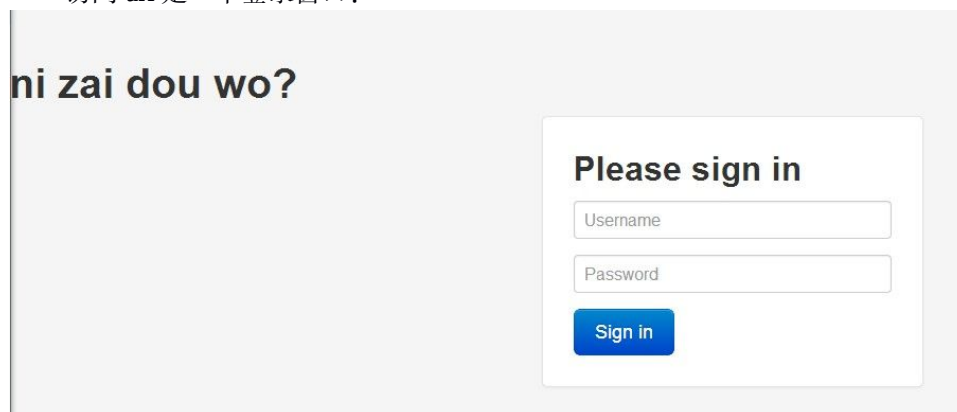 ni zai dou wo?
Please sign in
Username
Password
Sign in